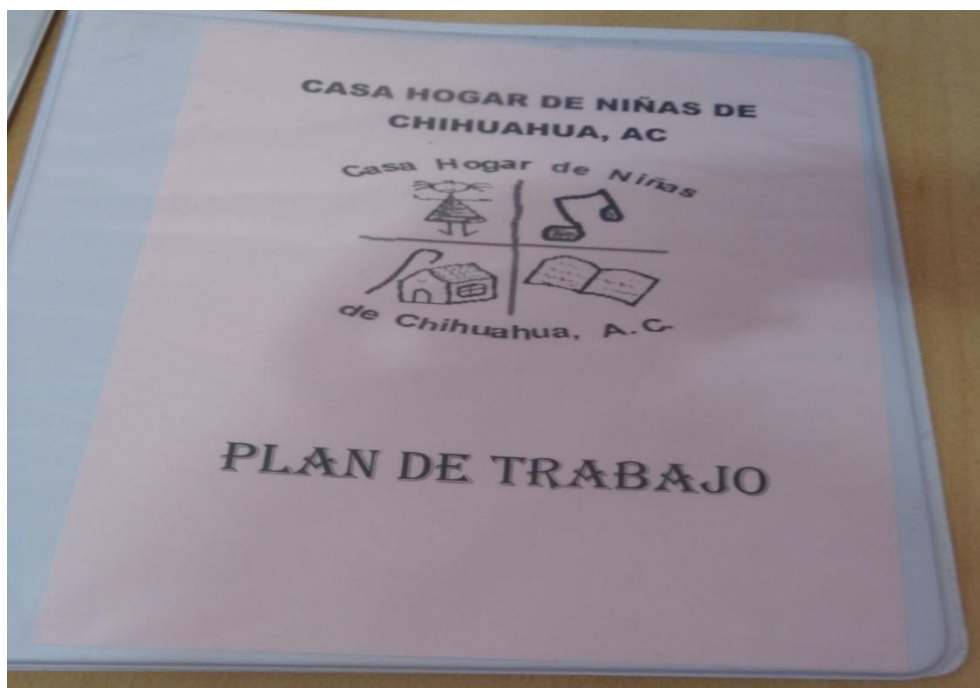 CASA HOGAR DE NIÑAS DE
CHIHUAHUA, AC
Casa Hogar de Niñas
de Chihuahua, A.C.
PLAN DE TRABAJO